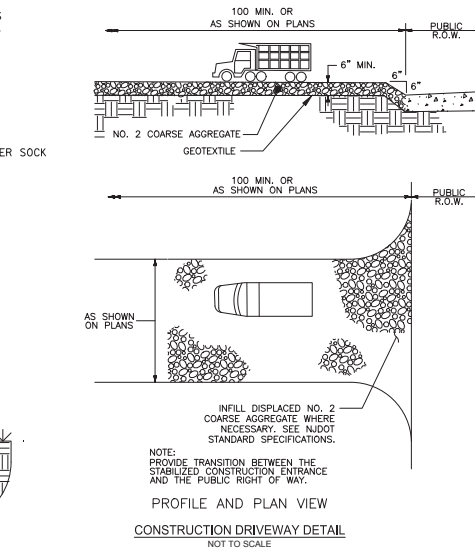 S
100 MIN. OR
AS SHOWN ON PLANS
PUBLIC
R.O.W.
6" MIN.
6"
6"
NO. 2 COARSE AGGREGATE
GEOTEXTILE
ER SOCK
100 MIN. OR
AS SHOWN ON PLANS
PUBLIC
R.O.W.
AS SHOWN
ON PLANS
INFILL DISPLACED NO. 2
COARSE AGGREGATE WHERE
NECESSARY. SEE NJDOT
STANDARD SPECIFICATIONS.
NOTE:
PROVIDE TRANSITION BETWEEN THE
STABILIZED CONSTRUCTION ENTRANCE
AND THE PUBLIC RIGHT OF WAY.
PROFILE AND PLAN VIEW
CONSTRUCTION DRIVEWAY DETAIL
NOT TO SCALE